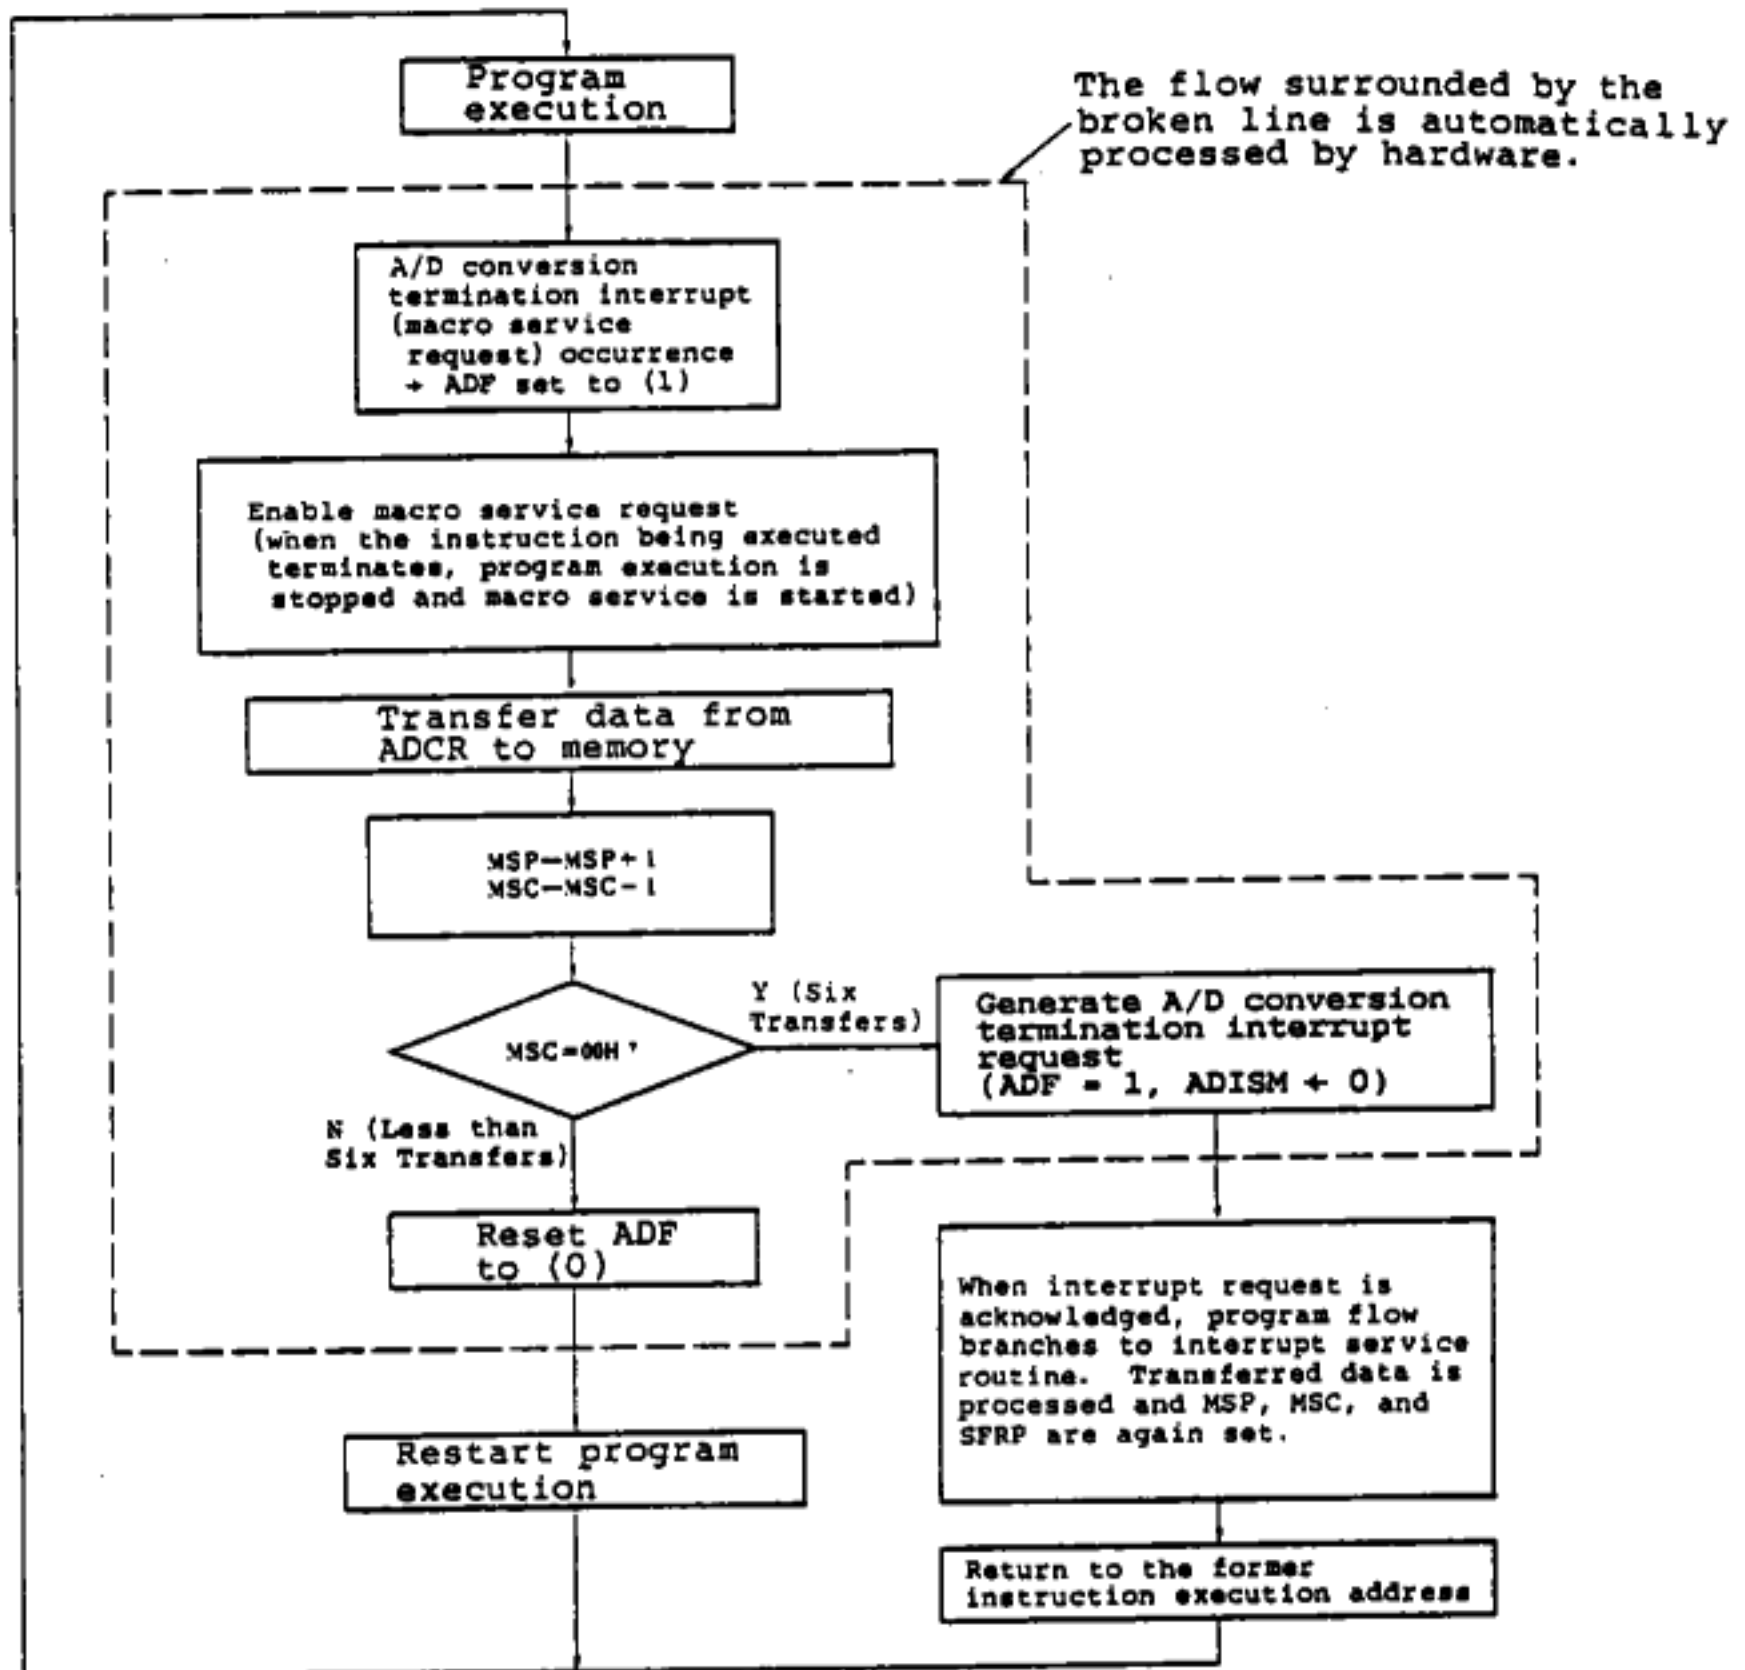 Program
execution
The flow surrounded by the
broken line is automatically
processed by hardware.
A/D conversion
termination interrupt
(macro service
request) occurrence
→ ADF set to (1)
Enable macro service request
(when the instruction being executed
terminates, program execution is
stopped and macro service is started)
Transfer data from
ADCR to memory
MSP←MSP+1
MSC←MSC-1
MSC=00H ?
Y (Six
Transfers)
Generate A/D conversion
termination interrupt
request
(ADF = 1, ADISM ← 0)
N (Less than
Six Transfers)
Reset ADF
to (0)
When interrupt request is
acknowledged, program flow
branches to interrupt service
routine. Transferred data is
processed and MSP, MSC, and
SFRP are again set.
Restart program
execution
Return to the former
instruction execution address